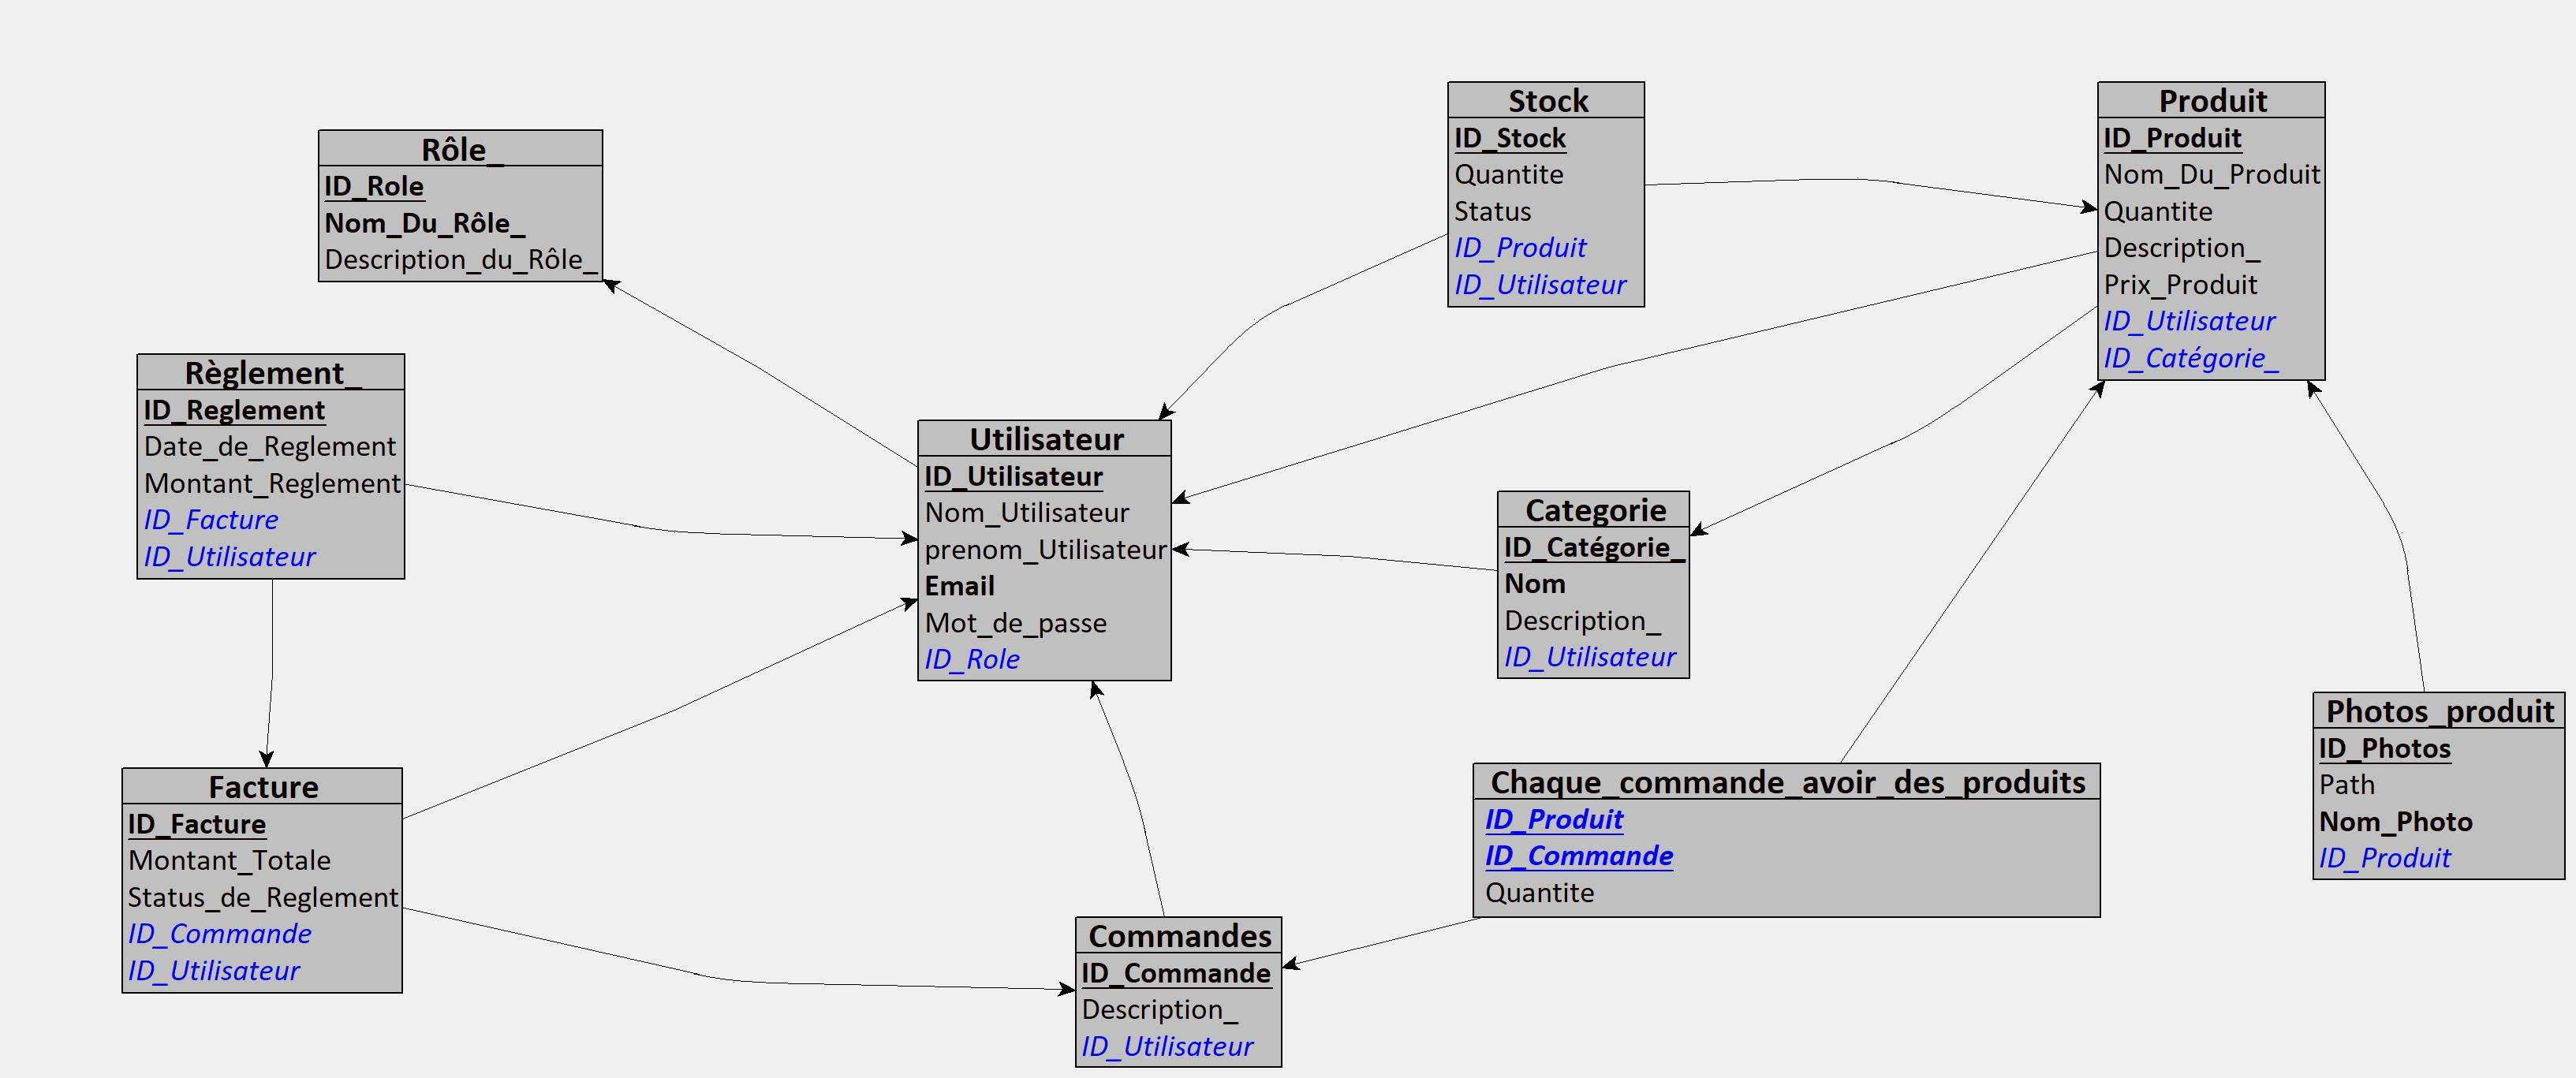 Rôle_
ID_Role
Nom_Du_Rôle_
Description_du_Rôle_
Stock
ID_Stock
Quantite
Status
ID_Produit
ID_Utilisateur
Produit
ID_Produit
Nom_Du_Produit
Quantite
Description_
Prix_Produit
ID_Utilisateur
ID_Catégorie_
Règlement_
ID_Reglement
Date_de_Reglement
Montant_Reglement
ID_Facture
ID_Utilisateur
Utilisateur
ID_Utilisateur
Nom_Utilisateur
prenom_Utilisateur
Email
Mot_de_passe
ID_Role
Categorie
ID_Catégorie_
Nom
Description_
ID_Utilisateur
Photos_produit
ID_Photos
Path
Nom_Photo
ID_Produit
Facture
ID_Facture
Montant_Totale
Status_de_Reglement
ID_Commande
ID_Utilisateur
Chaque_commande_avoir_des_produits
ID_Produit
ID_Commande
Quantite
Commandes
ID_Commande
Description_
ID_Utilisateur